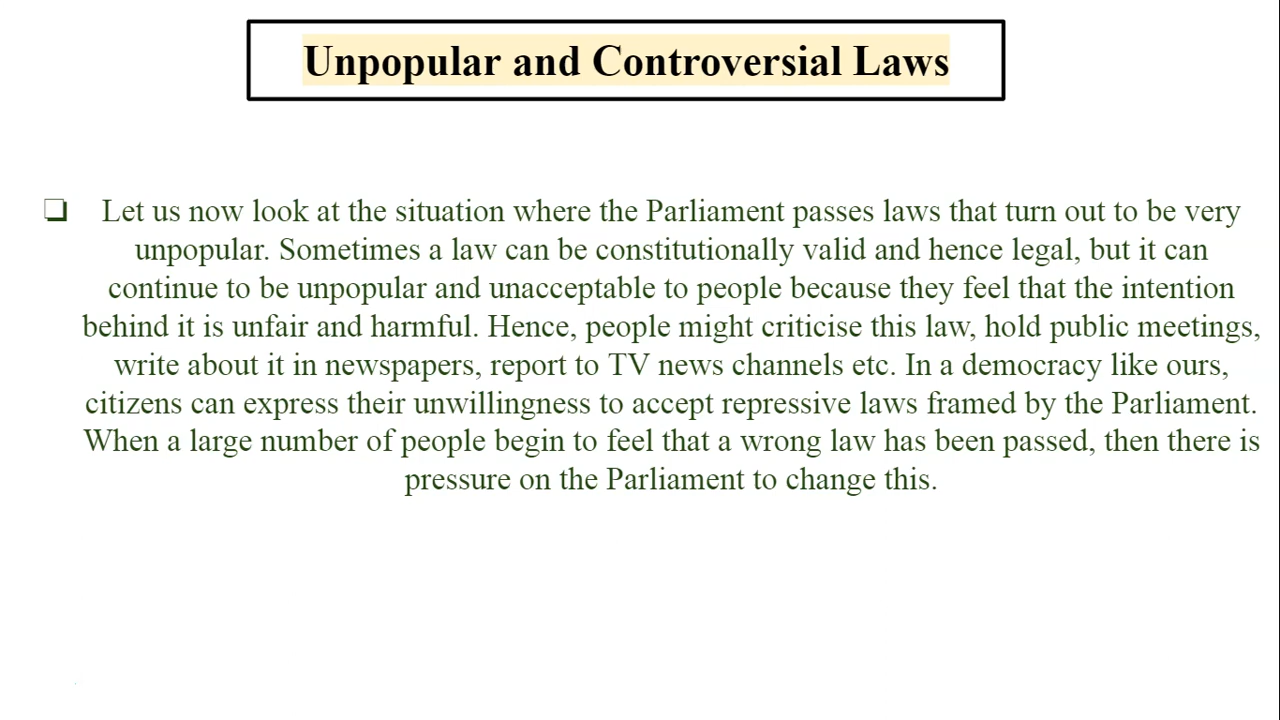 Unpopular and Controversial Laws
❏ Let us now look at the situation where the Parliament passes laws that turn out to be very
unpopular. Sometimes a law can be constitutionally valid and hence legal, but it can
continue to be unpopular and unacceptable to people because they feel that the intention
behind it is unfair and harmful. Hence, people might criticise this law, hold public meetings,
write about it in newspapers, report to TV news channels etc. In a democracy like ours,
citizens can express their unwillingness to accept repressive laws framed by the Parliament.
When a large number of people begin to feel that a wrong law has been passed, then there is
pressure on the Parliament to change this.